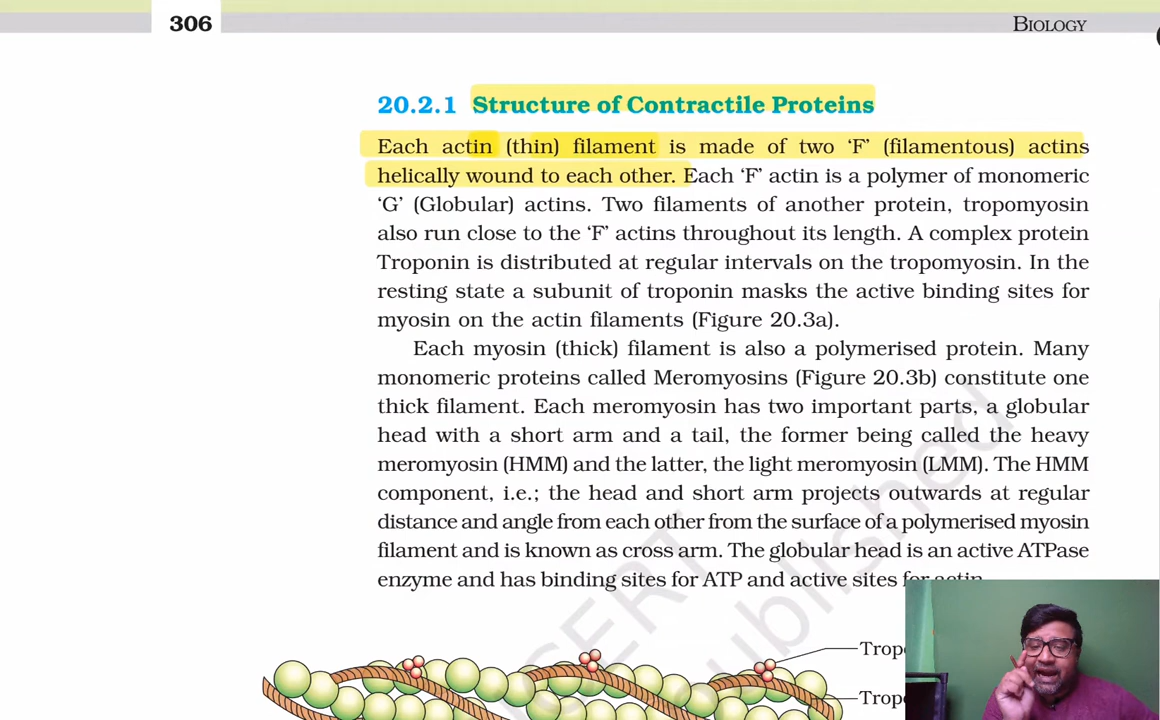 306
BIOLOGY
20.2.1 Structure of Contractile Proteins
Each actin (thin) filament is made of two ‘F’ (filamentous) actins
helically wound to each other. Each ‘F’ actin is a polymer of monomeric
‘G’ (Globular) actins. Two filaments of another protein, tropomyosin
also run close to the ‘F’ actins throughout its length. A complex protein
Troponin is distributed at regular intervals on the tropomyosin. In the
resting state a subunit of troponin masks the active binding sites for
myosin on the actin filaments (Figure 20.3a).
Each myosin (thick) filament is also a polymerised protein. Many
monomeric proteins called Meromyosins (Figure 20.3b) constitute one
thick filament. Each meromyosin has two important parts, a globular
head with a short arm and a tail, the former being called the heavy
meromyosin (HMM) and the latter, the light meromyosin (LMM). The HMM
component, i.e.; the head and short arm projects outwards at regular
distance and angle from each other from the surface of a polymerised myosin
filament and is known as cross arm. The globular head is an active ATPase
enzyme and has binding sites for ATP and active sites for actin.
Trop
Trop